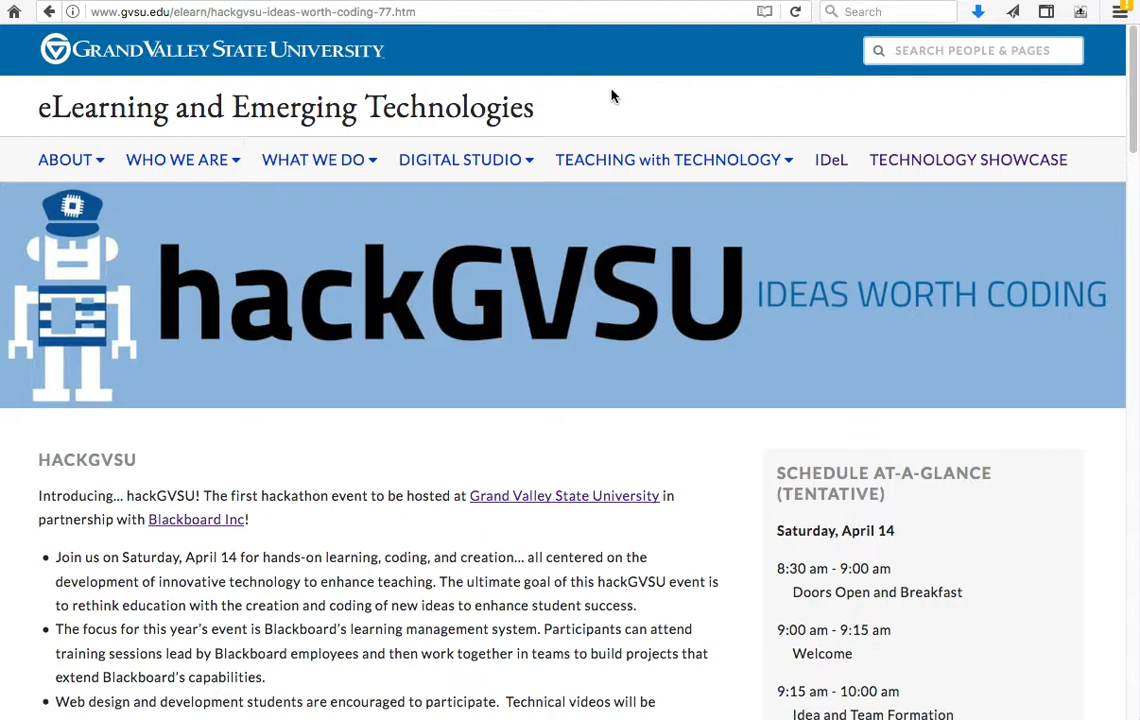 www.gvsu.edu/elearn/hackgvsu-ideas-worth-coding-77.htm
Search
GRAND VALLEY STATE UNIVERSITY
SEARCH PEOPLE & PAGES
eLearning and Emerging Technologies
ABOUT WHO WE ARE WHAT WE DO DIGITAL STUDIO TEACHING with TECHNOLOGY IDeL TECHNOLOGY SHOWCASE
hackGVSU IDEAS WORTH CODING
HACKGVSU
Introducing... hackGVSU! The first hackathon event to be hosted at Grand Valley State University in
partnership with Blackboard Inc!
• Join us on Saturday, April 14 for hands-on learning, coding, and creation... all centered on the
development of innovative technology to enhance teaching. The ultimate goal of this hackGVSU event is
to rethink education with the creation and coding of new ideas to enhance student success.
• The focus for this year's event is Blackboard's learning management system. Participants can attend
training sessions lead by Blackboard employees and then work together in teams to build projects that
extend Blackboard's capabilities.
• Web design and development students are encouraged to participate. Technical videos will be
SCHEDULE AT-A-GLANCE
(TENTATIVE)
Saturday, April 14
8:30 am - 9:00 am
Doors Open and Breakfast
9:00 am - 9:15 am
Welcome
9:15 am - 10:00 am
Idea and Team Formation